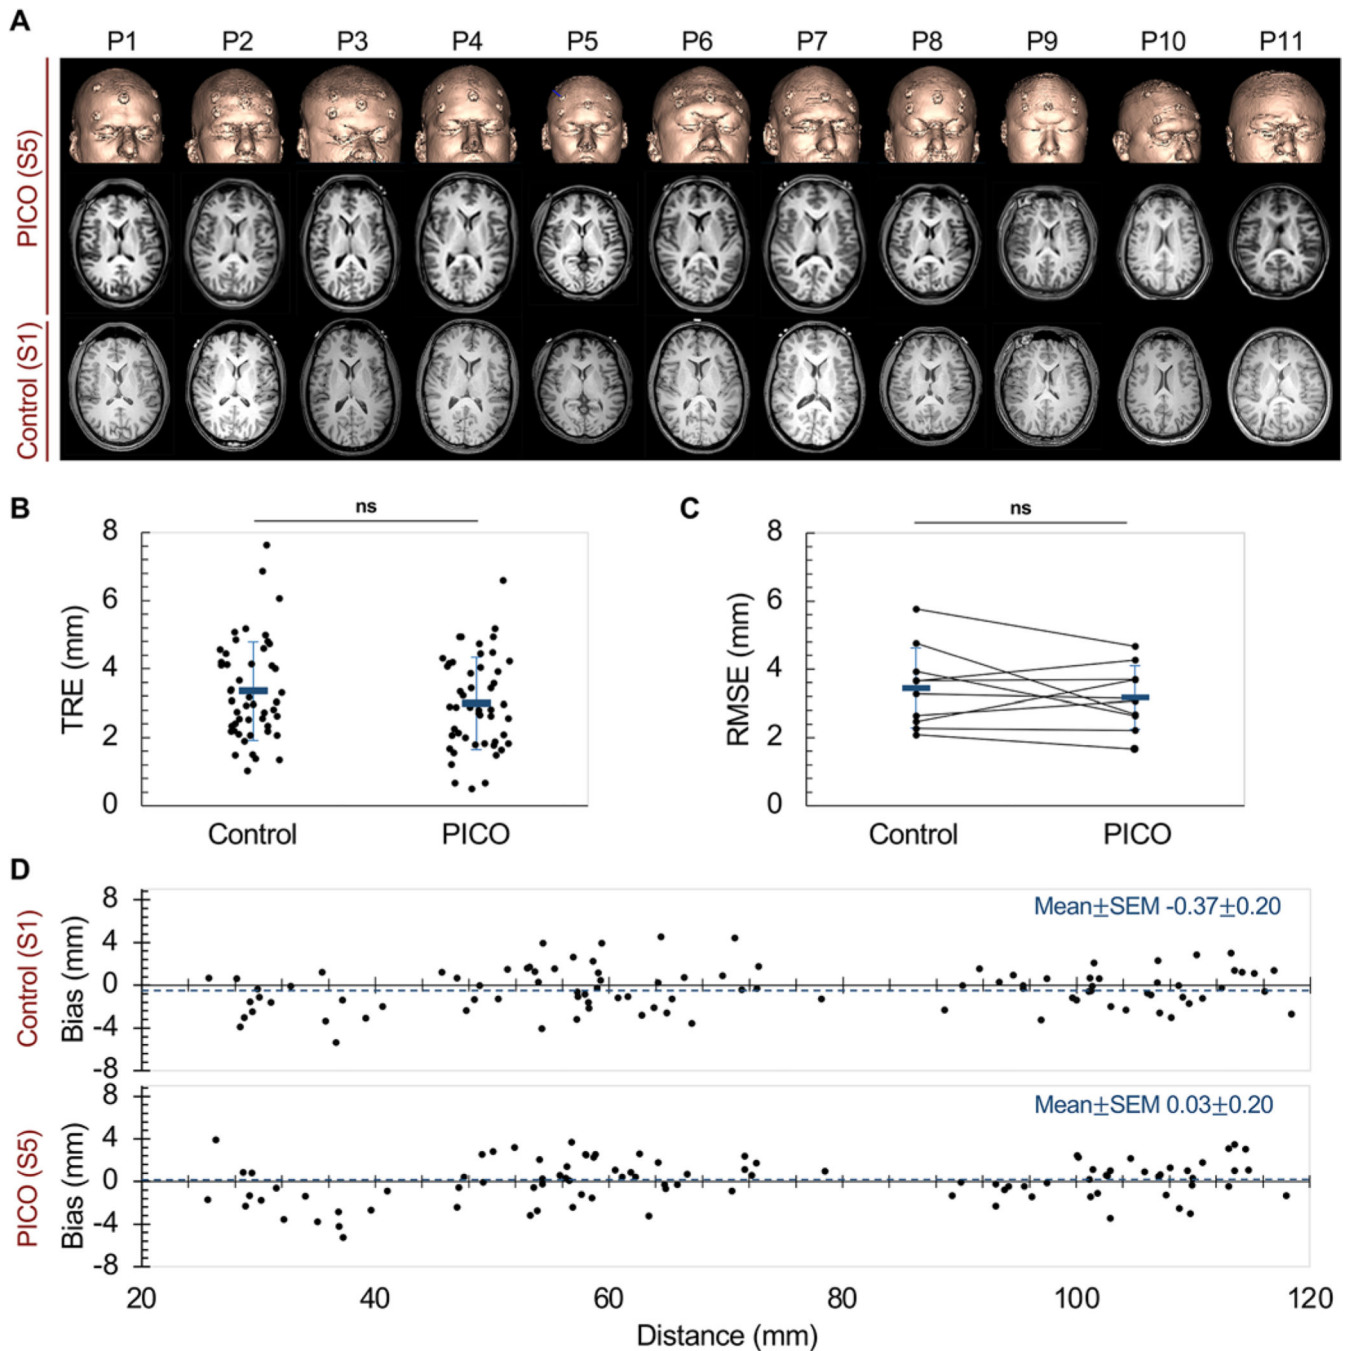 A
P1 P2 P3 P4 P5 P6 P7 P8 P9 P10 P11
PICO (S5)
Control (S1)
B
ns
TRE (mm)
8
6
4
2
0
Control PICO
C
ns
RMSE (mm)
8
6
4
2
0
Control PICO
D
Control (S1)
Bias (mm)
8
4
0
-4
-8
Mean±SEM -0.37±0.20
PICO (S5)
Bias (mm)
8
4
0
-4
-8
Mean±SEM 0.03±0.20
20 40 60 80 100 120
Distance (mm)